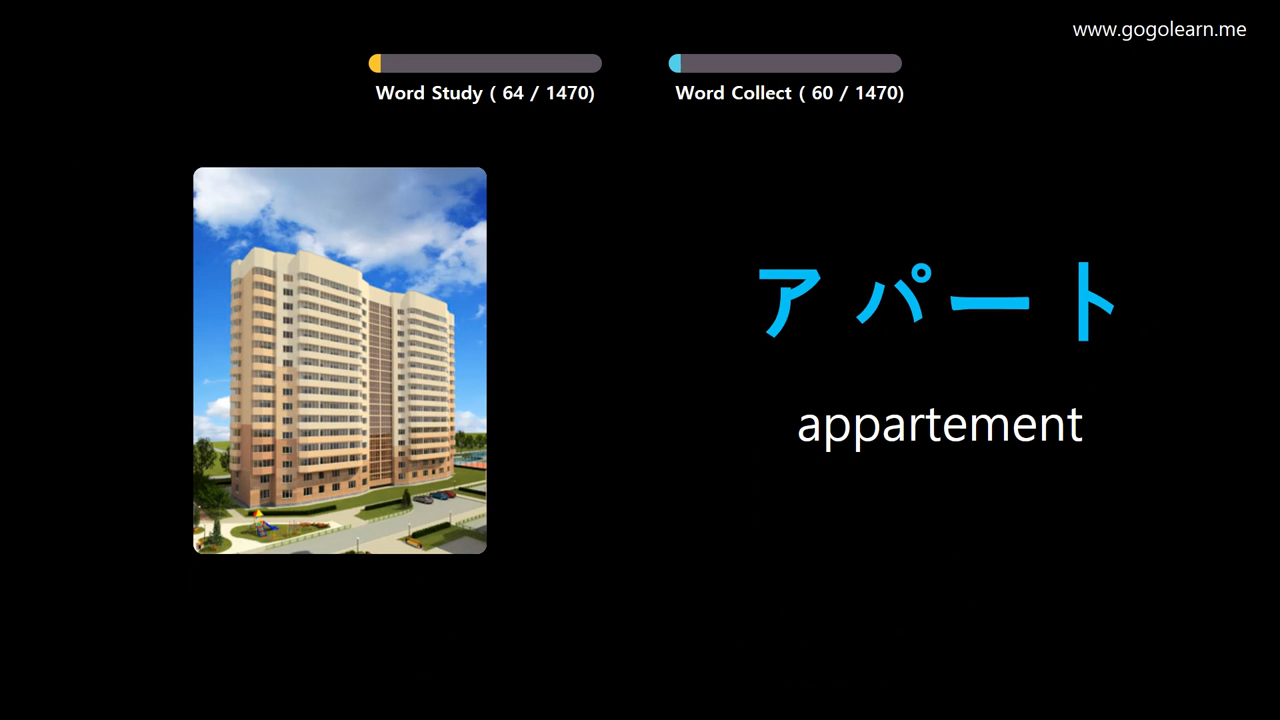 www.gogolearn.me
Word Study ( 64 / 1470)
Word Collect ( 60 / 1470)
アパート
appartement